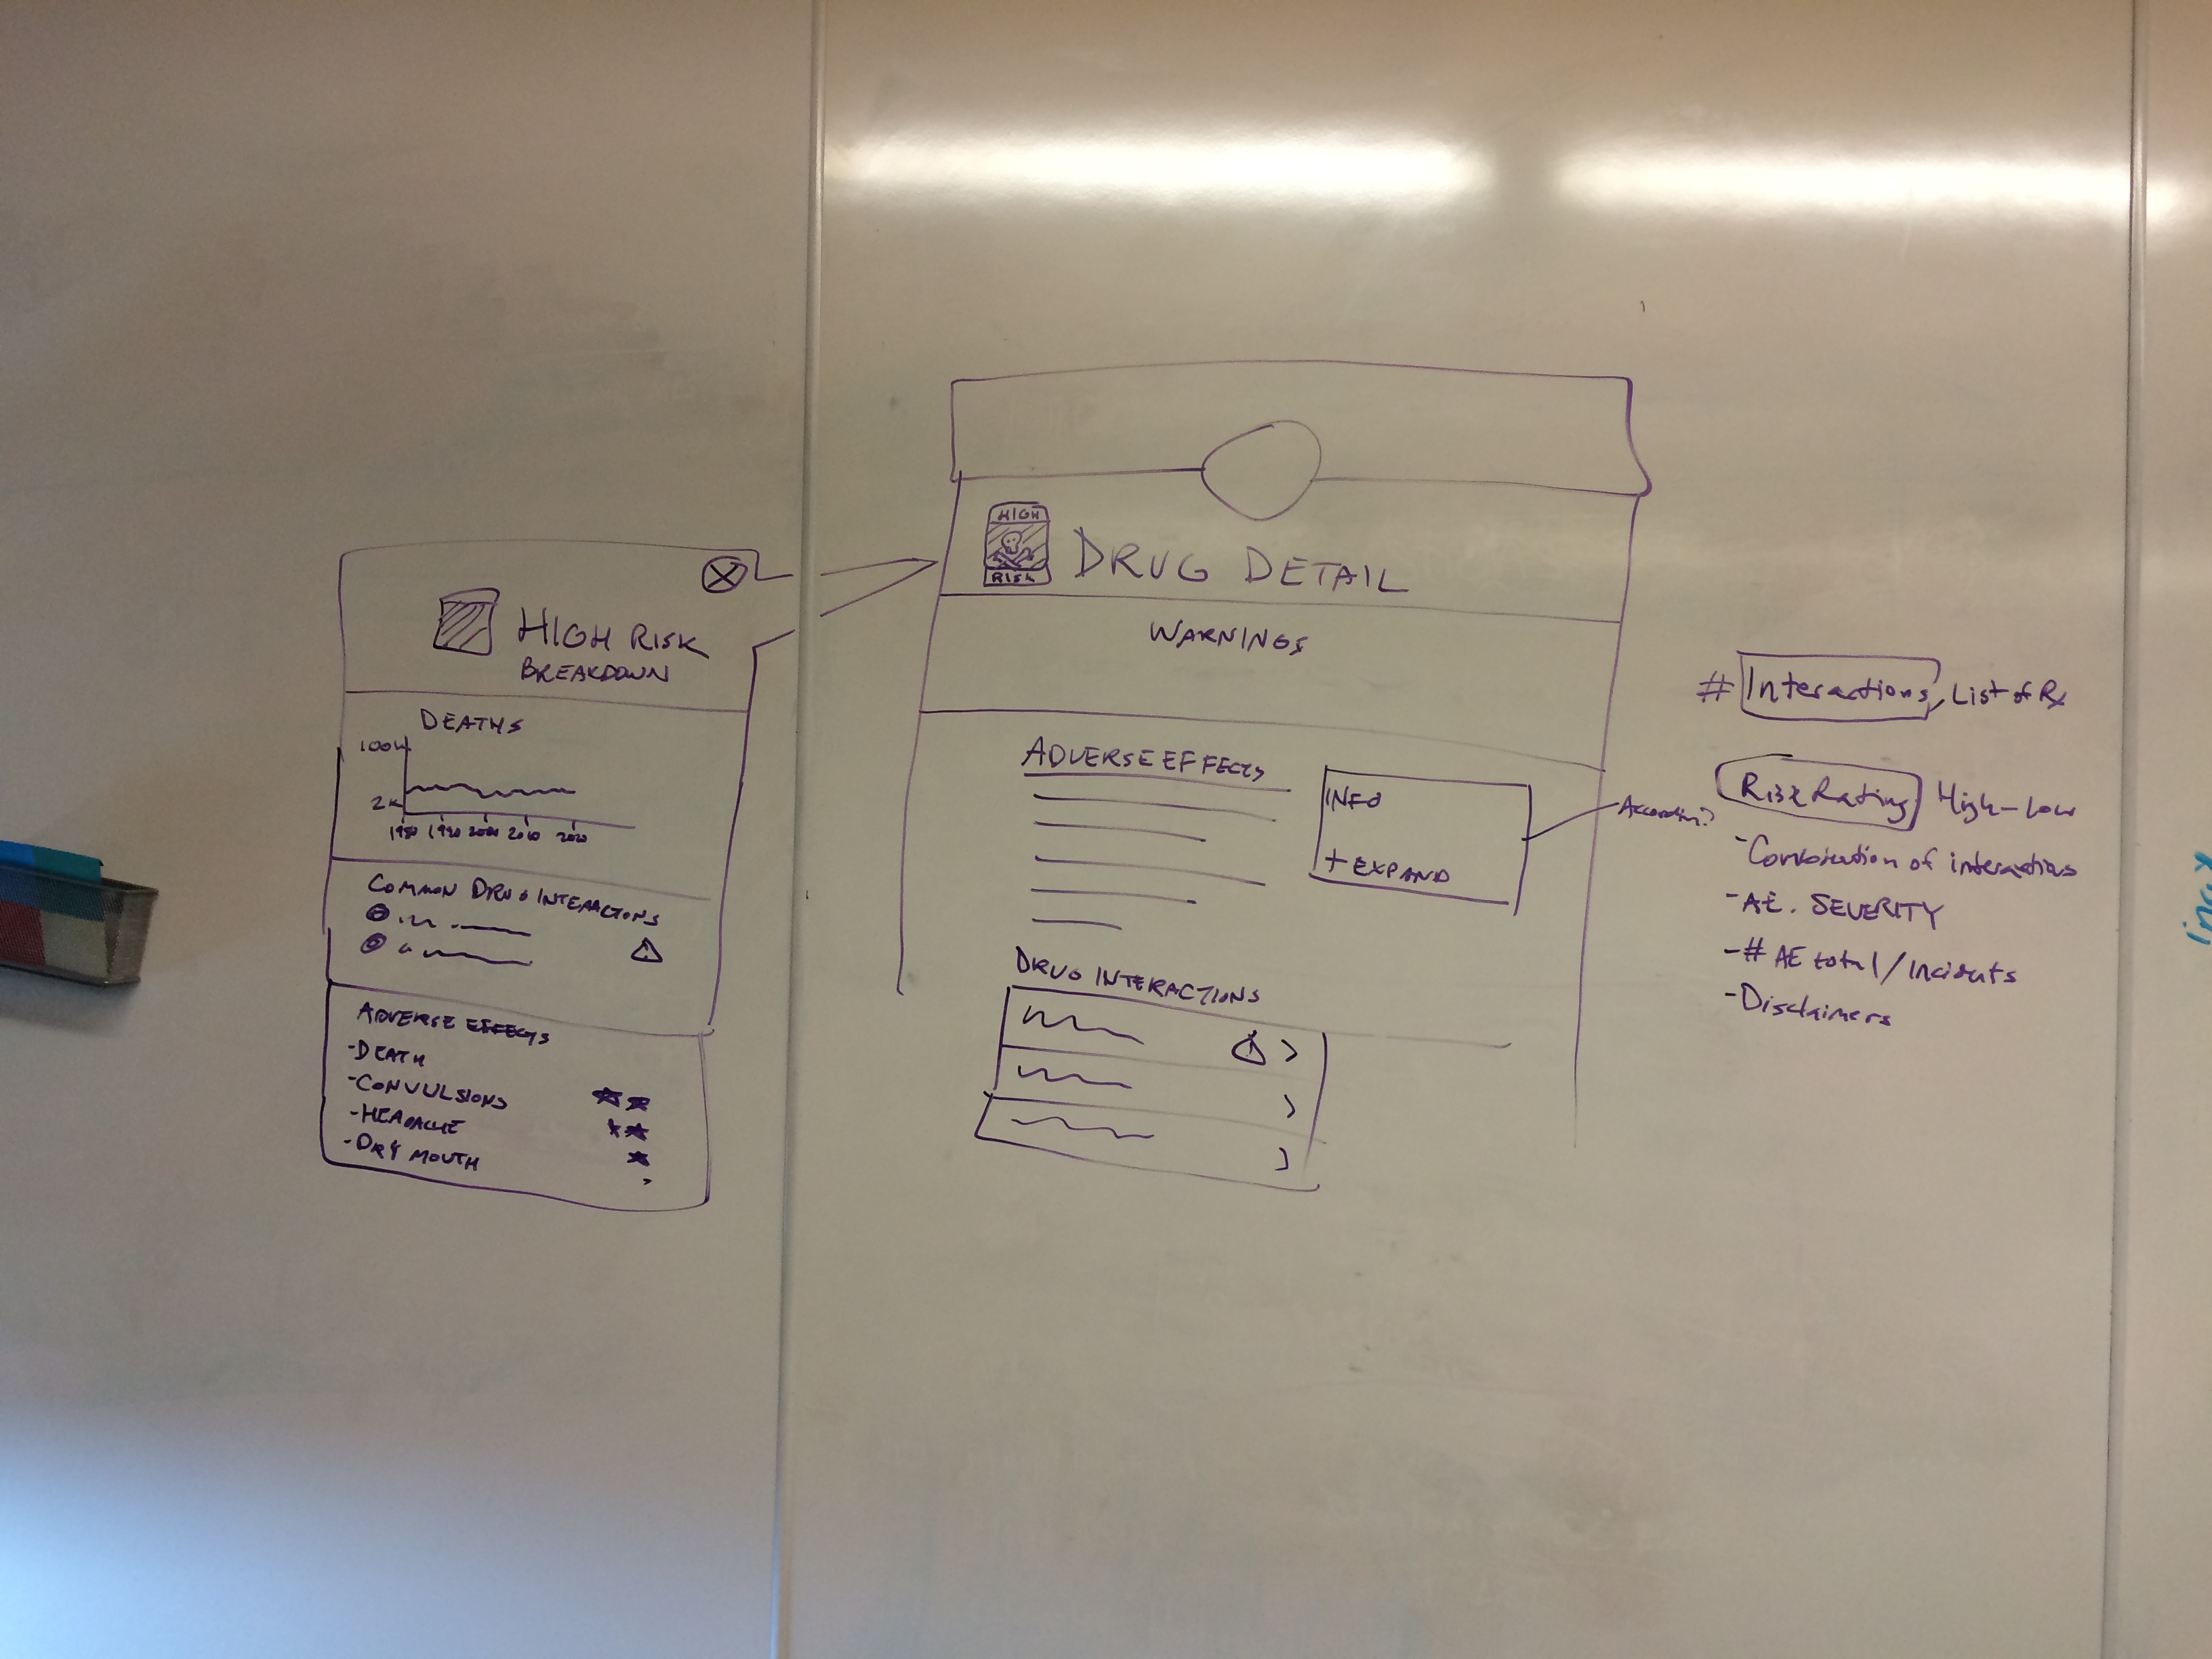 HIGH RISK
BREAKDOWN
DEATHS
100K
2K
1980 1990 2000 2010 2020
COMMON DRUG INTERACTIONS
ADVERSE EFFECTS
-DEATH
-CONVULSIONS
-HEADACHE
-DRY MOUTH
HIGH
RISK
DRUG DETAIL
WARNINGS
ADVERSE EFFECTS
INFO
+ EXPAND
DRUG INTERACTIONS
Accordion?
# Interactions, List of Rx
Risk Rating High-Low
-Combination of interactions
-AE. SEVERITY
-# AE total/Incidents
-Disclaimers